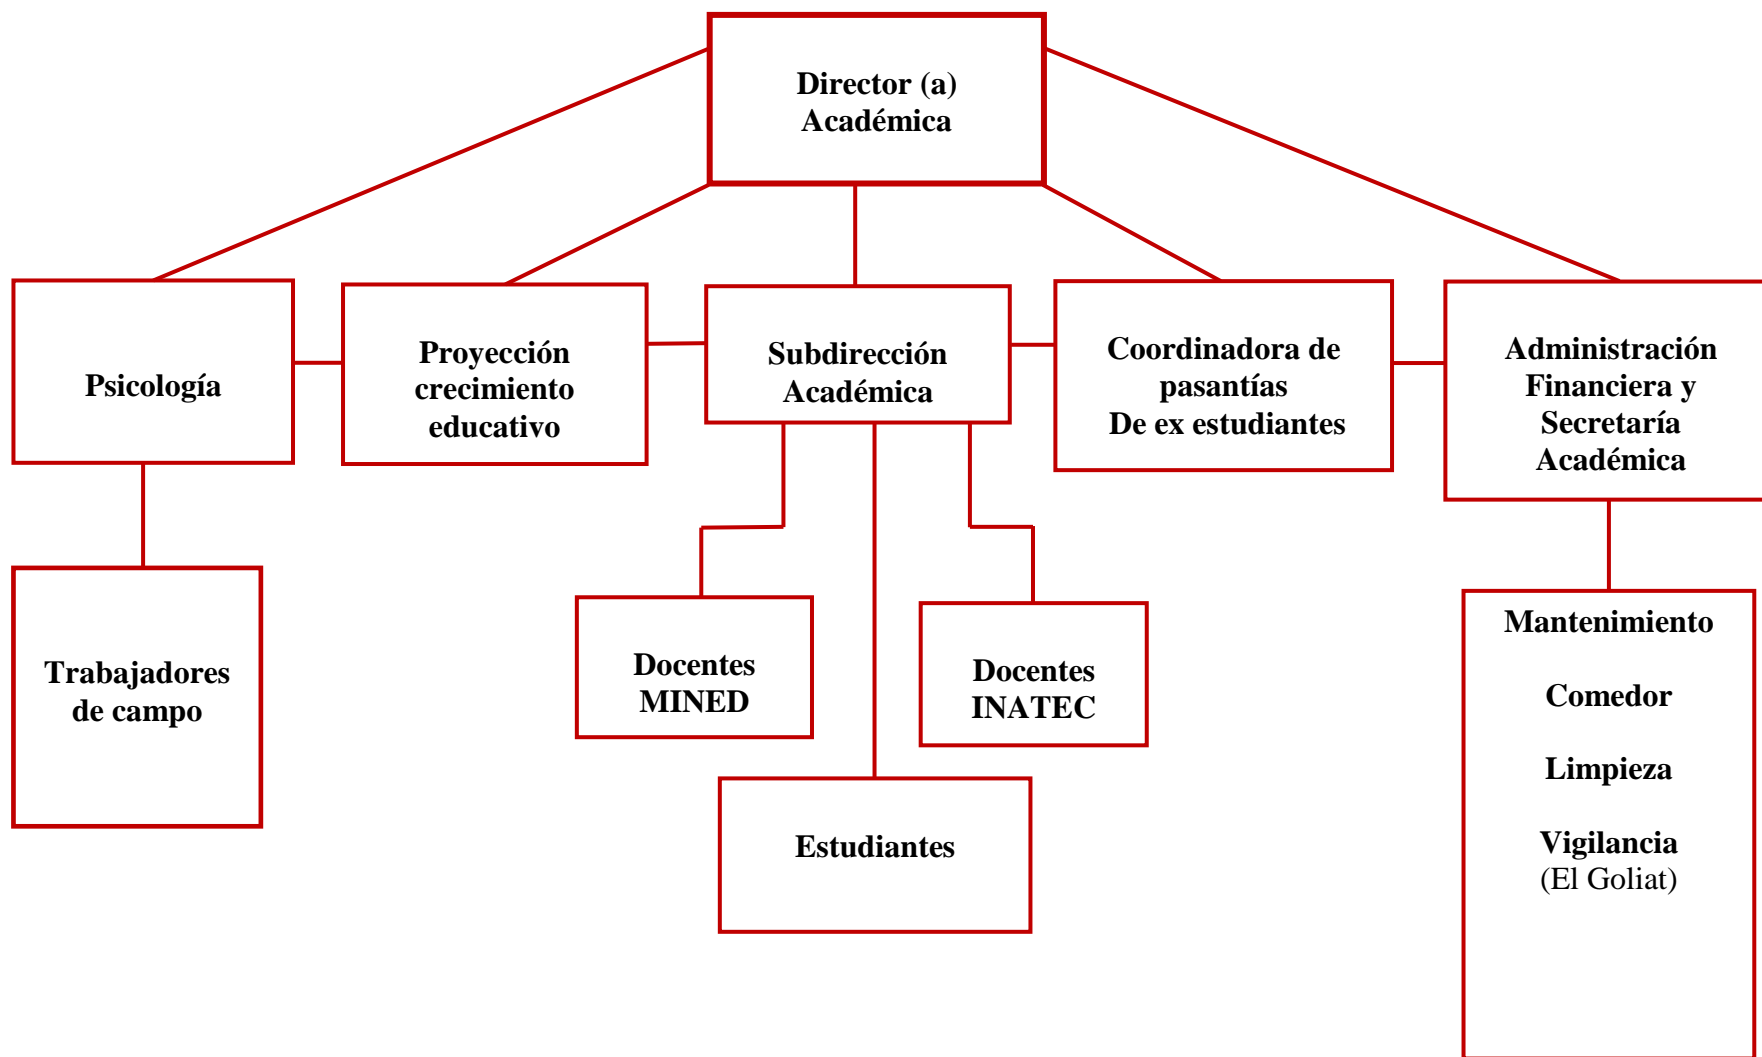 Director (a)
Académica
Psicología
Proyección
crecimiento
educativo
Subdirección
Académica
Coordinadora de
pasantías
De ex estudiantes
Administración
Financiera y
Secretaría
Académica
Trabajadores
de campo
Docentes
MINED
Docentes
INATEC
Estudiantes
Mantenimiento
Comedor
Limpieza
Vigilancia
(El Goliat)